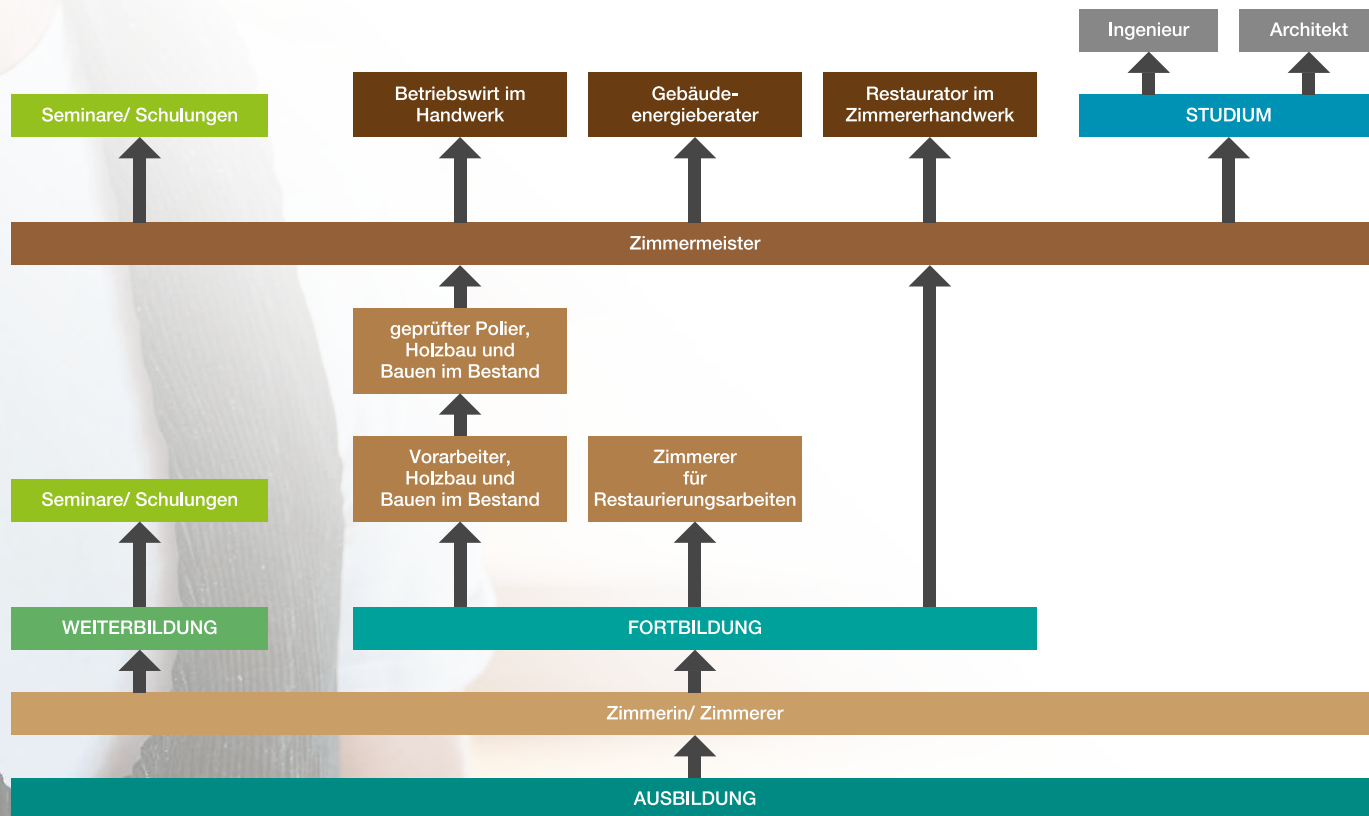 Ingenieur
Architekt
Seminare/ Schulungen
Betriebswirt im
Handwerk
Gebäude-
energieberater
Restaurator im
Zimmererhandwerk
STUDIUM
Zimmermeister
geprüfter Polier,
Holzbau und
Bauen im Bestand
Seminare/ Schulungen
Vorarbeiter,
Holzbau und
Bauen im Bestand
Zimmerer
für
Restaurierungsarbeiten
WEITERBILDUNG
FORTBILDUNG
Zimmerin/ Zimmerer
AUSBILDUNG